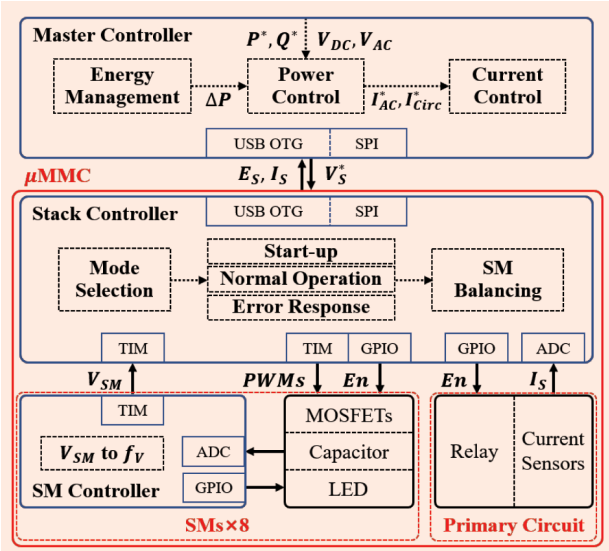 Master Controller
P*, Q*
V_DC, V_AC
Energy
Management
ΔP
Power
Control
I*_AC, I*_Circ
Current
Control
USB OTG
SPI
μMMC
E_S, I_S
V*_S
Stack Controller
USB OTG
SPI
Mode
Selection
Start-up
Normal Operation
Error Response
SM
Balancing
TIM
TIM
GPIO
GPIO
ADC
V_SM
PWMs
En
En
I_S
TIM
V_SM to f_V
ADC
GPIO
SM Controller
MOSFETs
Capacitor
LED
Relay
Current
Sensors
SMs×8
Primary Circuit